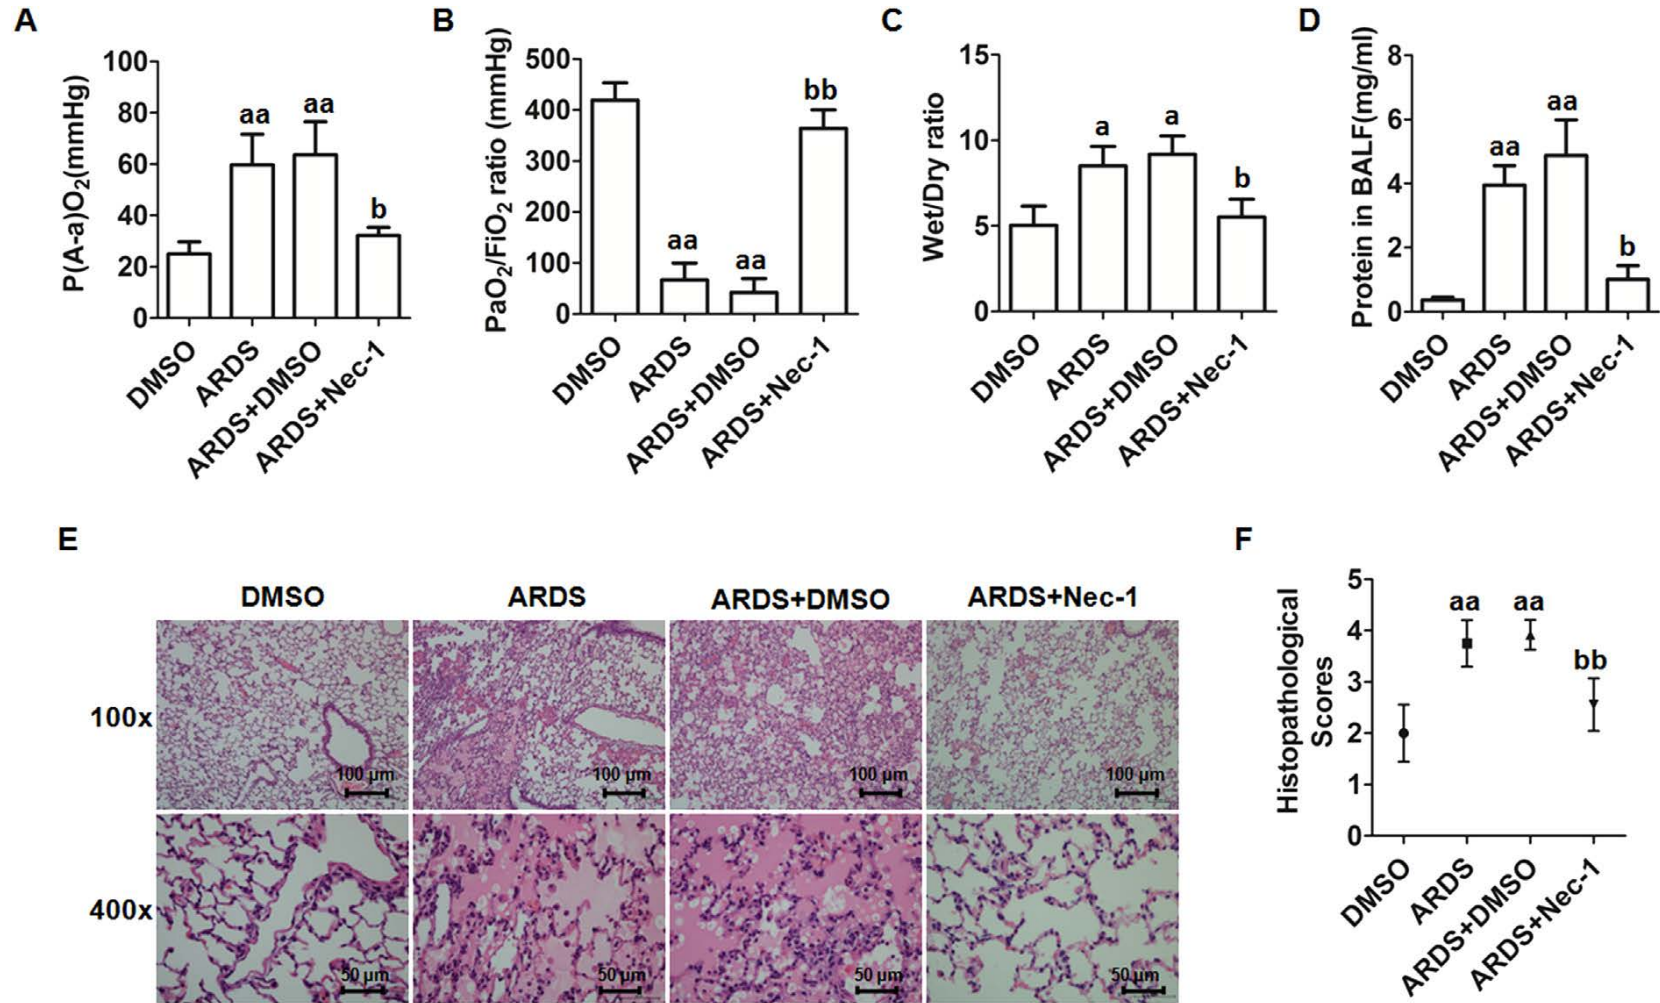 A
P(A-a)O₂(mmHg)
100
80
60
40
20
0
aa
aa
b
DMSO
ARDS
ARDS+DMSO
ARDS+Nec-1
B
PaO₂/FiO₂ ratio (mmHg)
500
400
300
200
100
0
aa
aa
bb
DMSO
ARDS
ARDS+DMSO
ARDS+Nec-1
C
Wet/Dry ratio
15
10
5
0
a
a
b
DMSO
ARDS
ARDS+DMSO
ARDS+Nec-1
D
Protein in BALF(mg/ml)
8
6
4
2
0
aa
aa
b
DMSO
ARDS
ARDS+DMSO
ARDS+Nec-1
E
DMSO
ARDS
ARDS+DMSO
ARDS+Nec-1
100x
100 µm
100 µm
100 µm
100 µm
400x
50 µm
50 µm
50 µm
50 µm
F
Histopathological
Scores
5
4
3
2
1
0
aa
aa
bb
DMSO
ARDS
ARDS+DMSO
ARDS+Nec-1